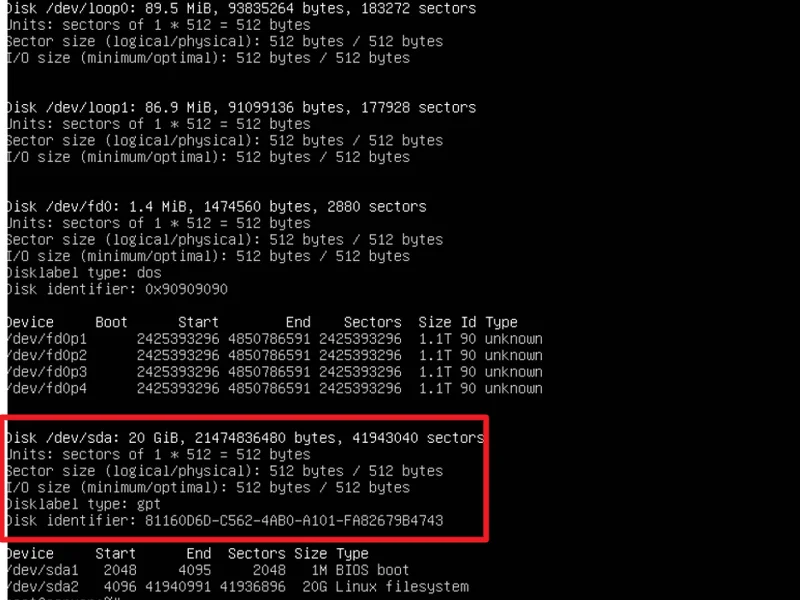 Disk /dev/loop0: 89.5 MiB, 93835264 bytes, 183272 sectors
Units: sectors of 1 * 512 = 512 bytes
Sector size (logical/physical): 512 bytes / 512 bytes
I/O size (minimum/optimal): 512 bytes / 512 bytes
Disk /dev/loop1: 86.9 MiB, 91099136 bytes, 177928 sectors
Units: sectors of 1 * 512 = 512 bytes
Sector size (logical/physical): 512 bytes / 512 bytes
I/O size (minimum/optimal): 512 bytes / 512 bytes
Disk /dev/fd0: 1.4 MiB, 1474560 bytes, 2880 sectors
Units: sectors of 1 * 512 = 512 bytes
Sector size (logical/physical): 512 bytes / 512 bytes
I/O size (minimum/optimal): 512 bytes / 512 bytes
Disklabel type: dos
Disk identifier: 0x90909090
Device Boot Start End Sectors Size Id Type
/dev/fd0p1 2425393296 4850786591 2425393296 1.1T 90 unknown
/dev/fd0p2 2425393296 4850786591 2425393296 1.1T 90 unknown
/dev/fd0p3 2425393296 4850786591 2425393296 1.1T 90 unknown
/dev/fd0p4 2425393296 4850786591 2425393296 1.1T 90 unknown
Disk /dev/sda: 20 GiB, 21474836480 bytes, 41943040 sectors
Units: sectors of 1 * 512 = 512 bytes
Sector size (logical/physical): 512 bytes / 512 bytes
I/O size (minimum/optimal): 512 bytes / 512 bytes
Disklabel type: gpt
Disk identifier: 81160D6D-C562-4AB0-A101-FA82679B4743
Device Start End Sectors Size Type
/dev/sda1 2048 4095 2048 1M BIOS boot
/dev/sda2 4096 41940991 41936896 20G Linux filesystem